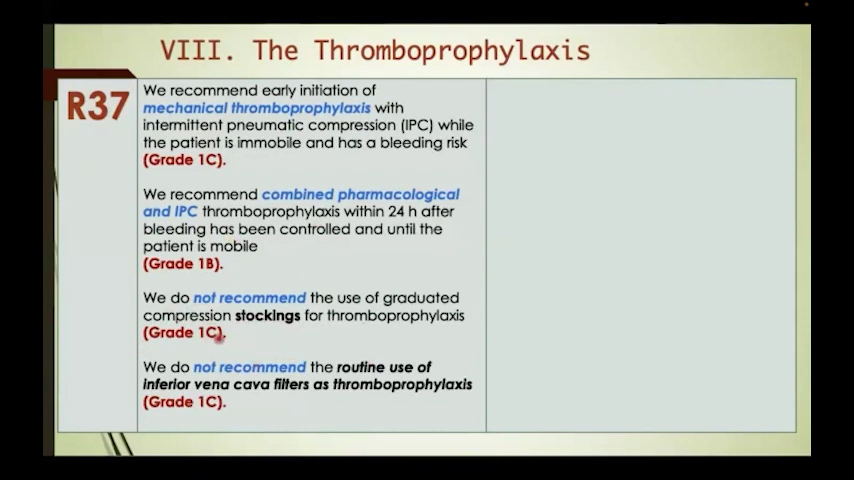 VIII. The Thromboprophylaxis
R37
We recommend early initiation of
mechanical thromboprophylaxis with
intermittent pneumatic compression (IPC) while
the patient is immobile and has a bleeding risk
(Grade 1C).
We recommend combined pharmacological
and IPC thromboprophylaxis within 24 h after
bleeding has been controlled and until the
patient is mobile
(Grade 1B).
We do not recommend the use of graduated
compression stockings for thromboprophylaxis
(Grade 1C).
We do not recommend the routine use of
inferior vena cava filters as thromboprophylaxis
(Grade 1C).